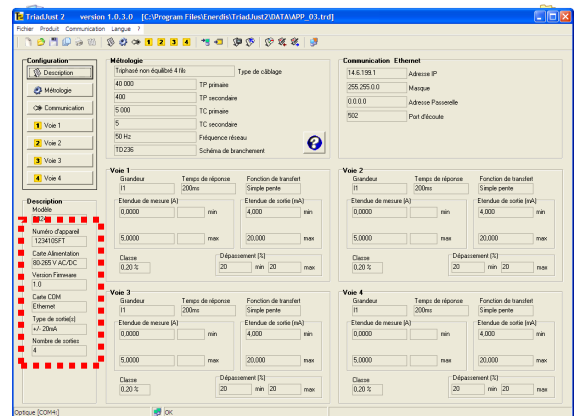 TriadJust 2 version 1.0.3.0 [C:\Program Files\Enerdis\TriadJust2\DATA\APP_03.trd]
Fichier Produit Communication Langue ?
1 2 3 4
Configuration
Description
Métrologie
Communication
1 Voie 1
2 Voie 2
3 Voie 3
4 Voie 4
Description
Modèle
Numéro d'appareil
123410SFT
Carte Alimentation
80-265 V AC/DC
Version Firmware
1.0
Carte COM
Ethernet
Type de sortie(s)
+/- 20mA
Nombre de sorties
4
Métrologie
Triphasé non équilibré 4 fils Type de câblage
40 000 TP primaire
400 TP secondaire
5 000 TC primaire
5 TC secondaire
50 Hz Fréquence réseau
TD236 Schéma de branchement
Communication Ethernet
14.6.199.1 Adresse IP
255.255.0.0 Masque
0.0.0.0 Adresse Passerelle
502 Port d'écoute
Voie 1
Grandeur Temps de réponse Fonction de transfert
I1 200ms Simple pente
Etendue de mesure (A) Etendue de sortie (mA)
0,0000 min 4,000 min
5,0000 max 20,000 max
Classe Dépassement (%)
0,20 % 20 min 20 max
Voie 2
Grandeur Temps de réponse Fonction de transfert
I1 200ms Simple pente
Etendue de mesure (A) Etendue de sortie (mA)
0,0000 min 4,000 min
5,0000 max 20,000 max
Classe Dépassement (%)
0,20 % 20 min 20 max
Voie 3
Grandeur Temps de réponse Fonction de transfert
I1 200ms Simple pente
Etendue de mesure (A) Etendue de sortie (mA)
0,0000 min 4,000 min
5,0000 max 20,000 max
Classe Dépassement (%)
0,20 % 20 min 20 max
Voie 4
Grandeur Temps de réponse Fonction de transfert
I1 200ms Simple pente
Etendue de mesure (A) Etendue de sortie (mA)
0,0000 min 4,000 min
5,0000 max 20,000 max
Classe Dépassement (%)
0,20 % 20 min 20 max
Optique [COM4:] OK